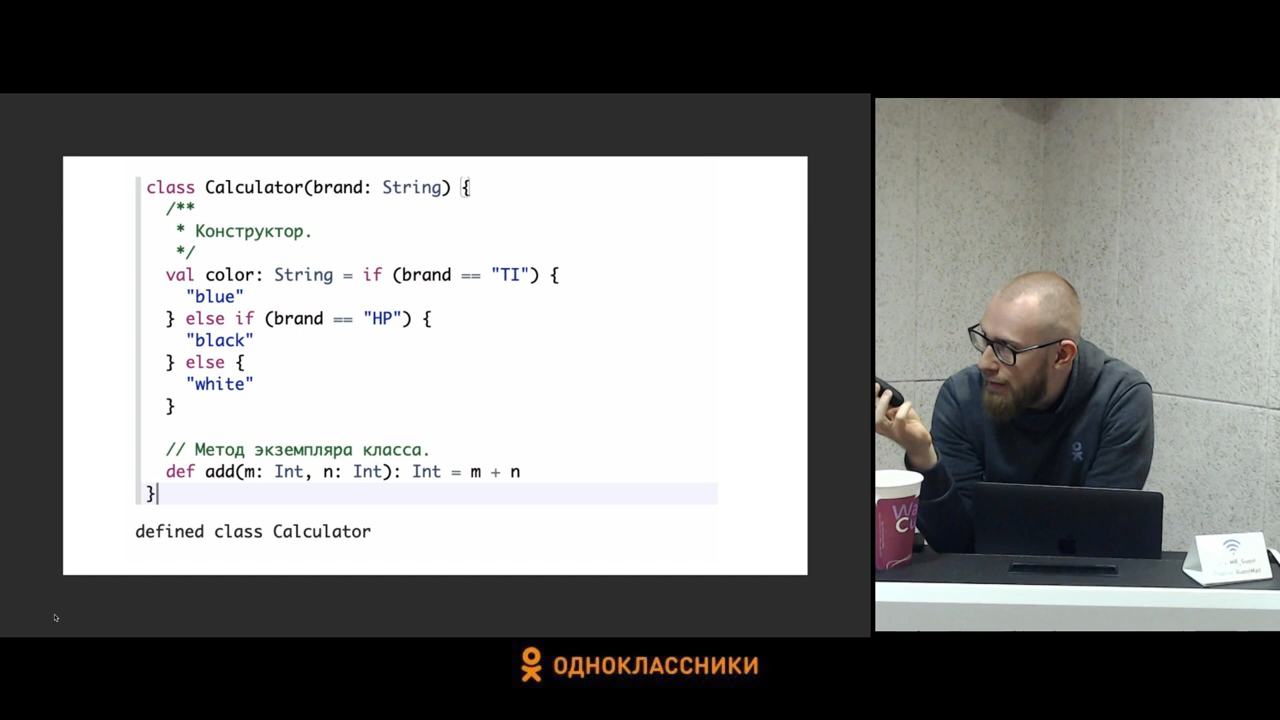 class Calculator(brand: String) {
/**
* Конструктор.
*/
val color: String = if (brand == "TI") {
"blue"
} else if (brand == "HP") {
"black"
} else {
"white"
}
// Метод экземпляра класса.
def add(m: Int, n: Int): Int = m + n
}
defined class Calculator
ОДНОКЛАССНИКИ